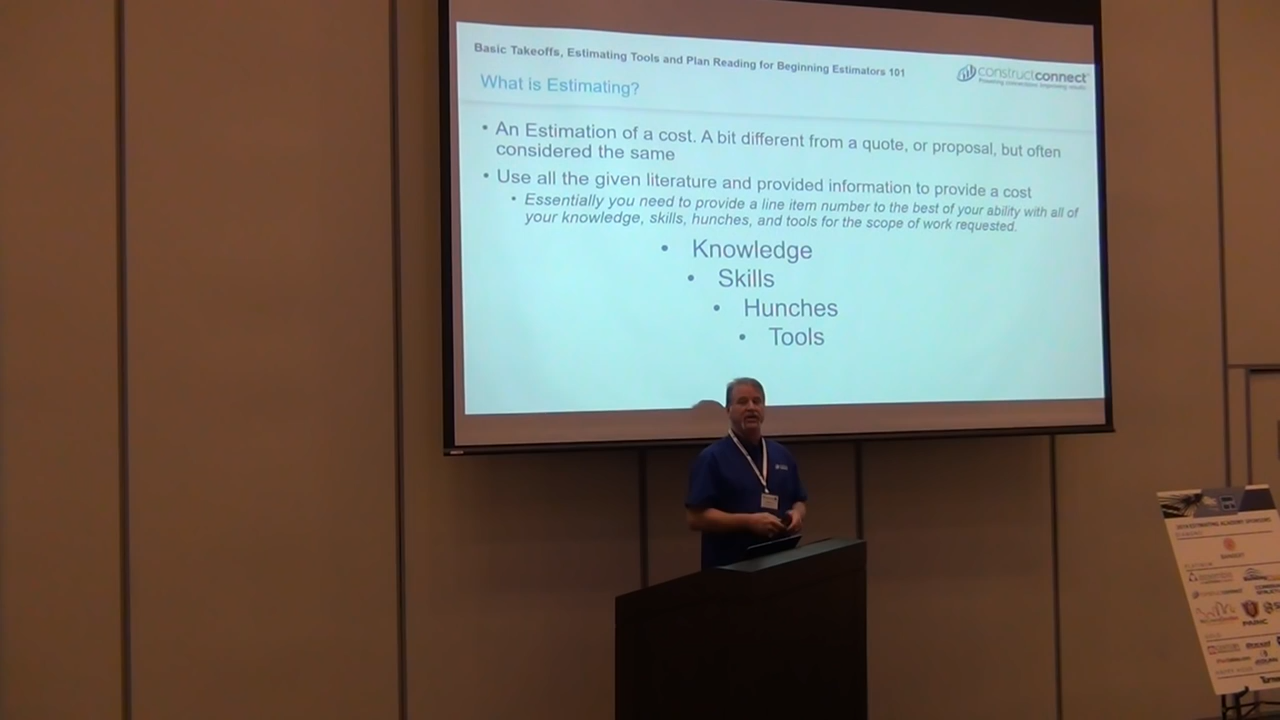 Basic Takeoffs, Estimating Tools and Plan Reading for Beginning Estimators 101
constructconnect
What is Estimating?
• An Estimation of a cost. A bit different from a quote, or proposal, but often
considered the same
• Use all the given literature and provided information to provide a cost
• Essentially you need to provide a line item number to the best of your ability with all of
your knowledge, skills, hunches, and tools for the scope of work requested.
• Knowledge
• Skills
• Hunches
• Tools
ESTIMATING ACADEMY SPONSORS